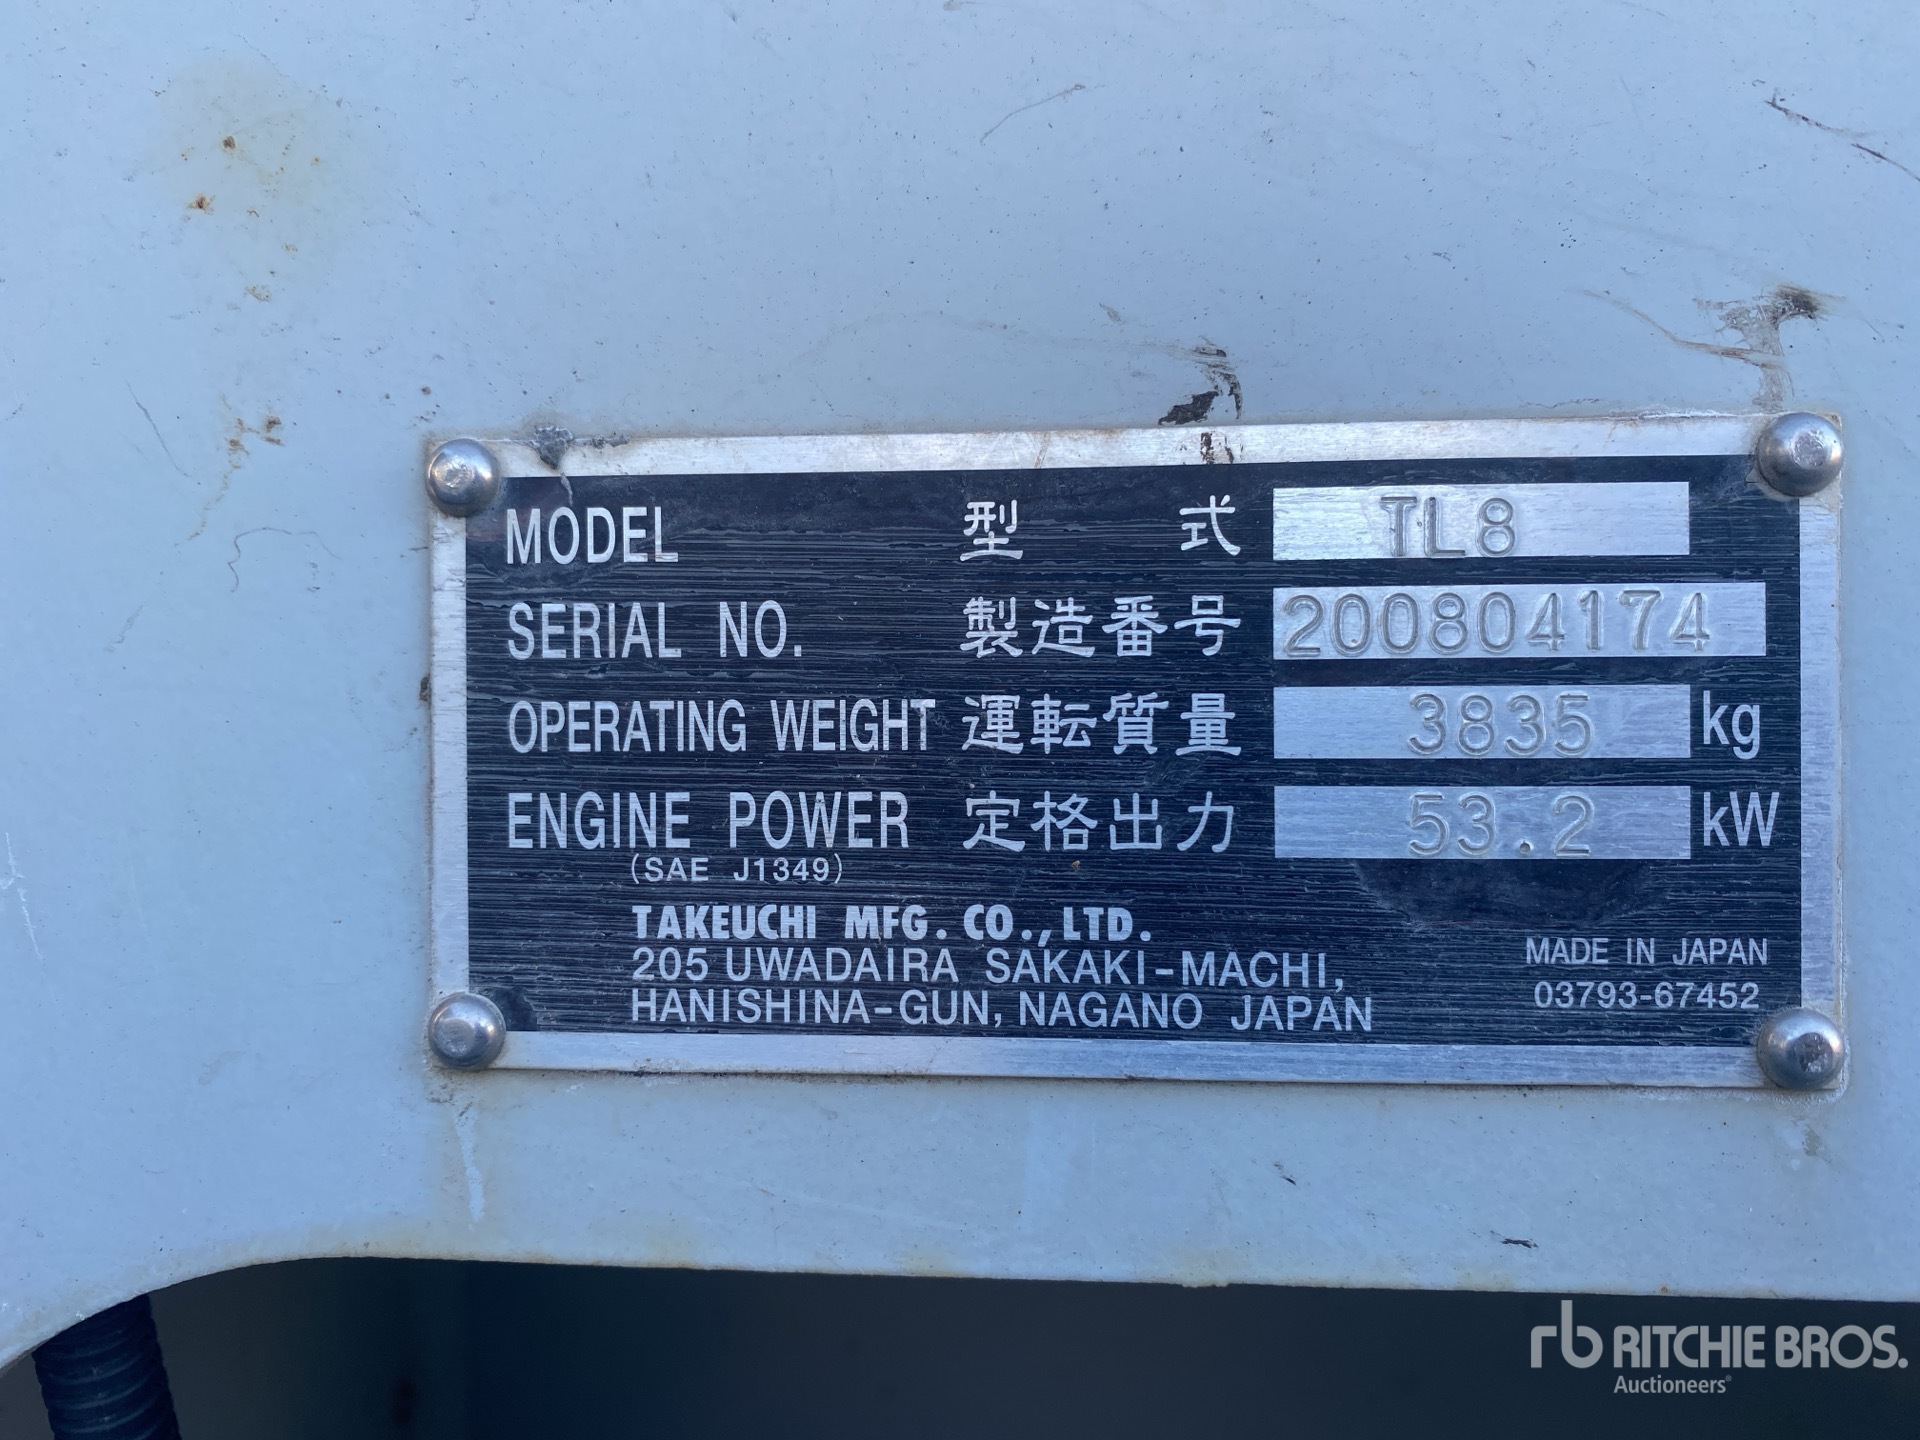 MODEL 型式 TL8
SERIAL NO. 製造番号 200804174
OPERATING WEIGHT 運転質量 3835 kg
ENGINE POWER 定格出力 53.2 kW
(SAE J1349)
TAKEUCHI MFG. CO., LTD.
205 UWADAIRA SAKAKI-MACHI,
HANISHINA-GUN, NAGANO JAPAN
MADE IN JAPAN
03793-67452
rb RITCHIE BROS.
Auctioneers®